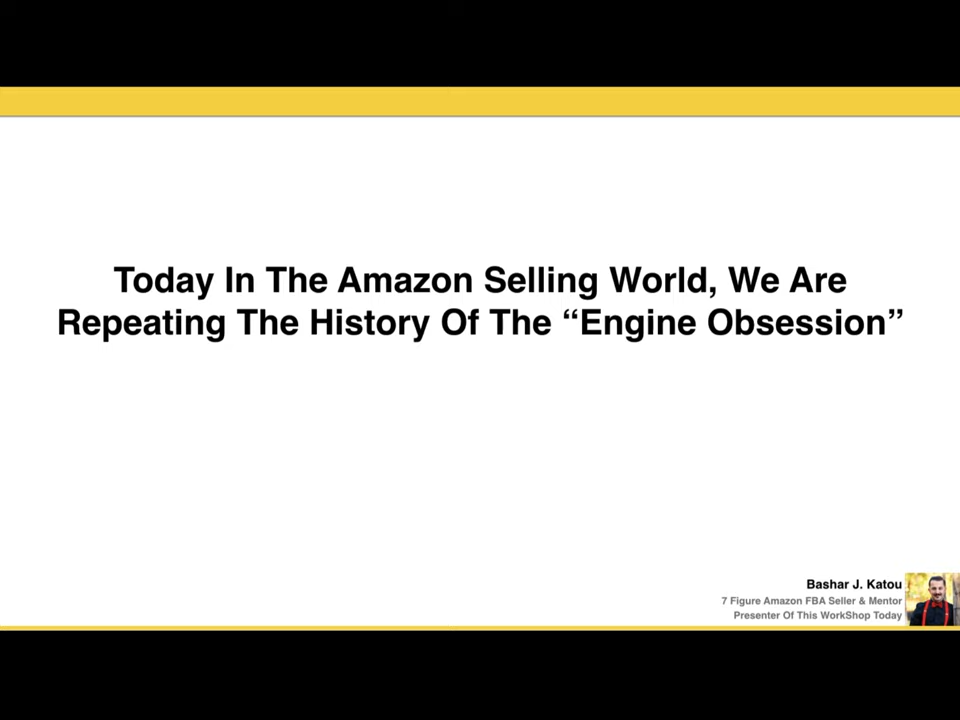 Today In The Amazon Selling World, We Are
Repeating The History Of The “Engine Obsession”
Bashar J. Katou
7 Figure Amazon FBA Seller & Mentor
Presenter Of This WorkShop Today